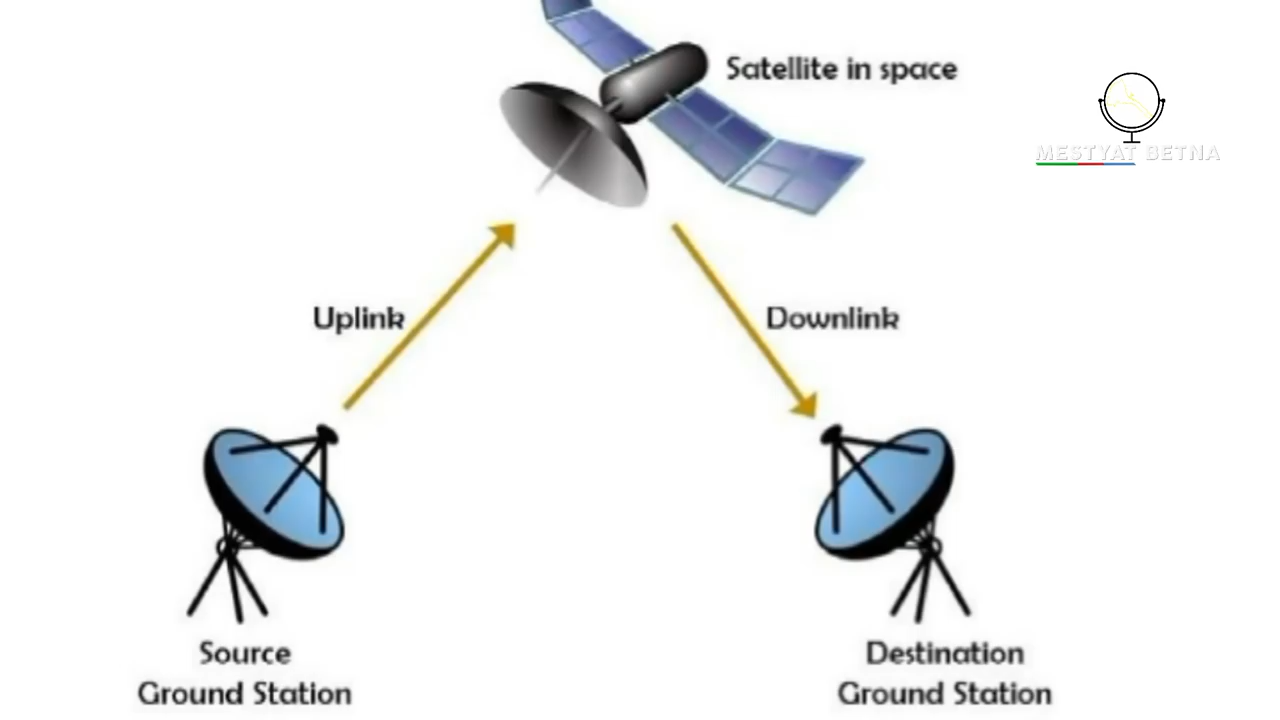 Satellite in space
MESTYAT BETNA
Uplink
Downlink
Source
Ground Station
Destination
Ground Station